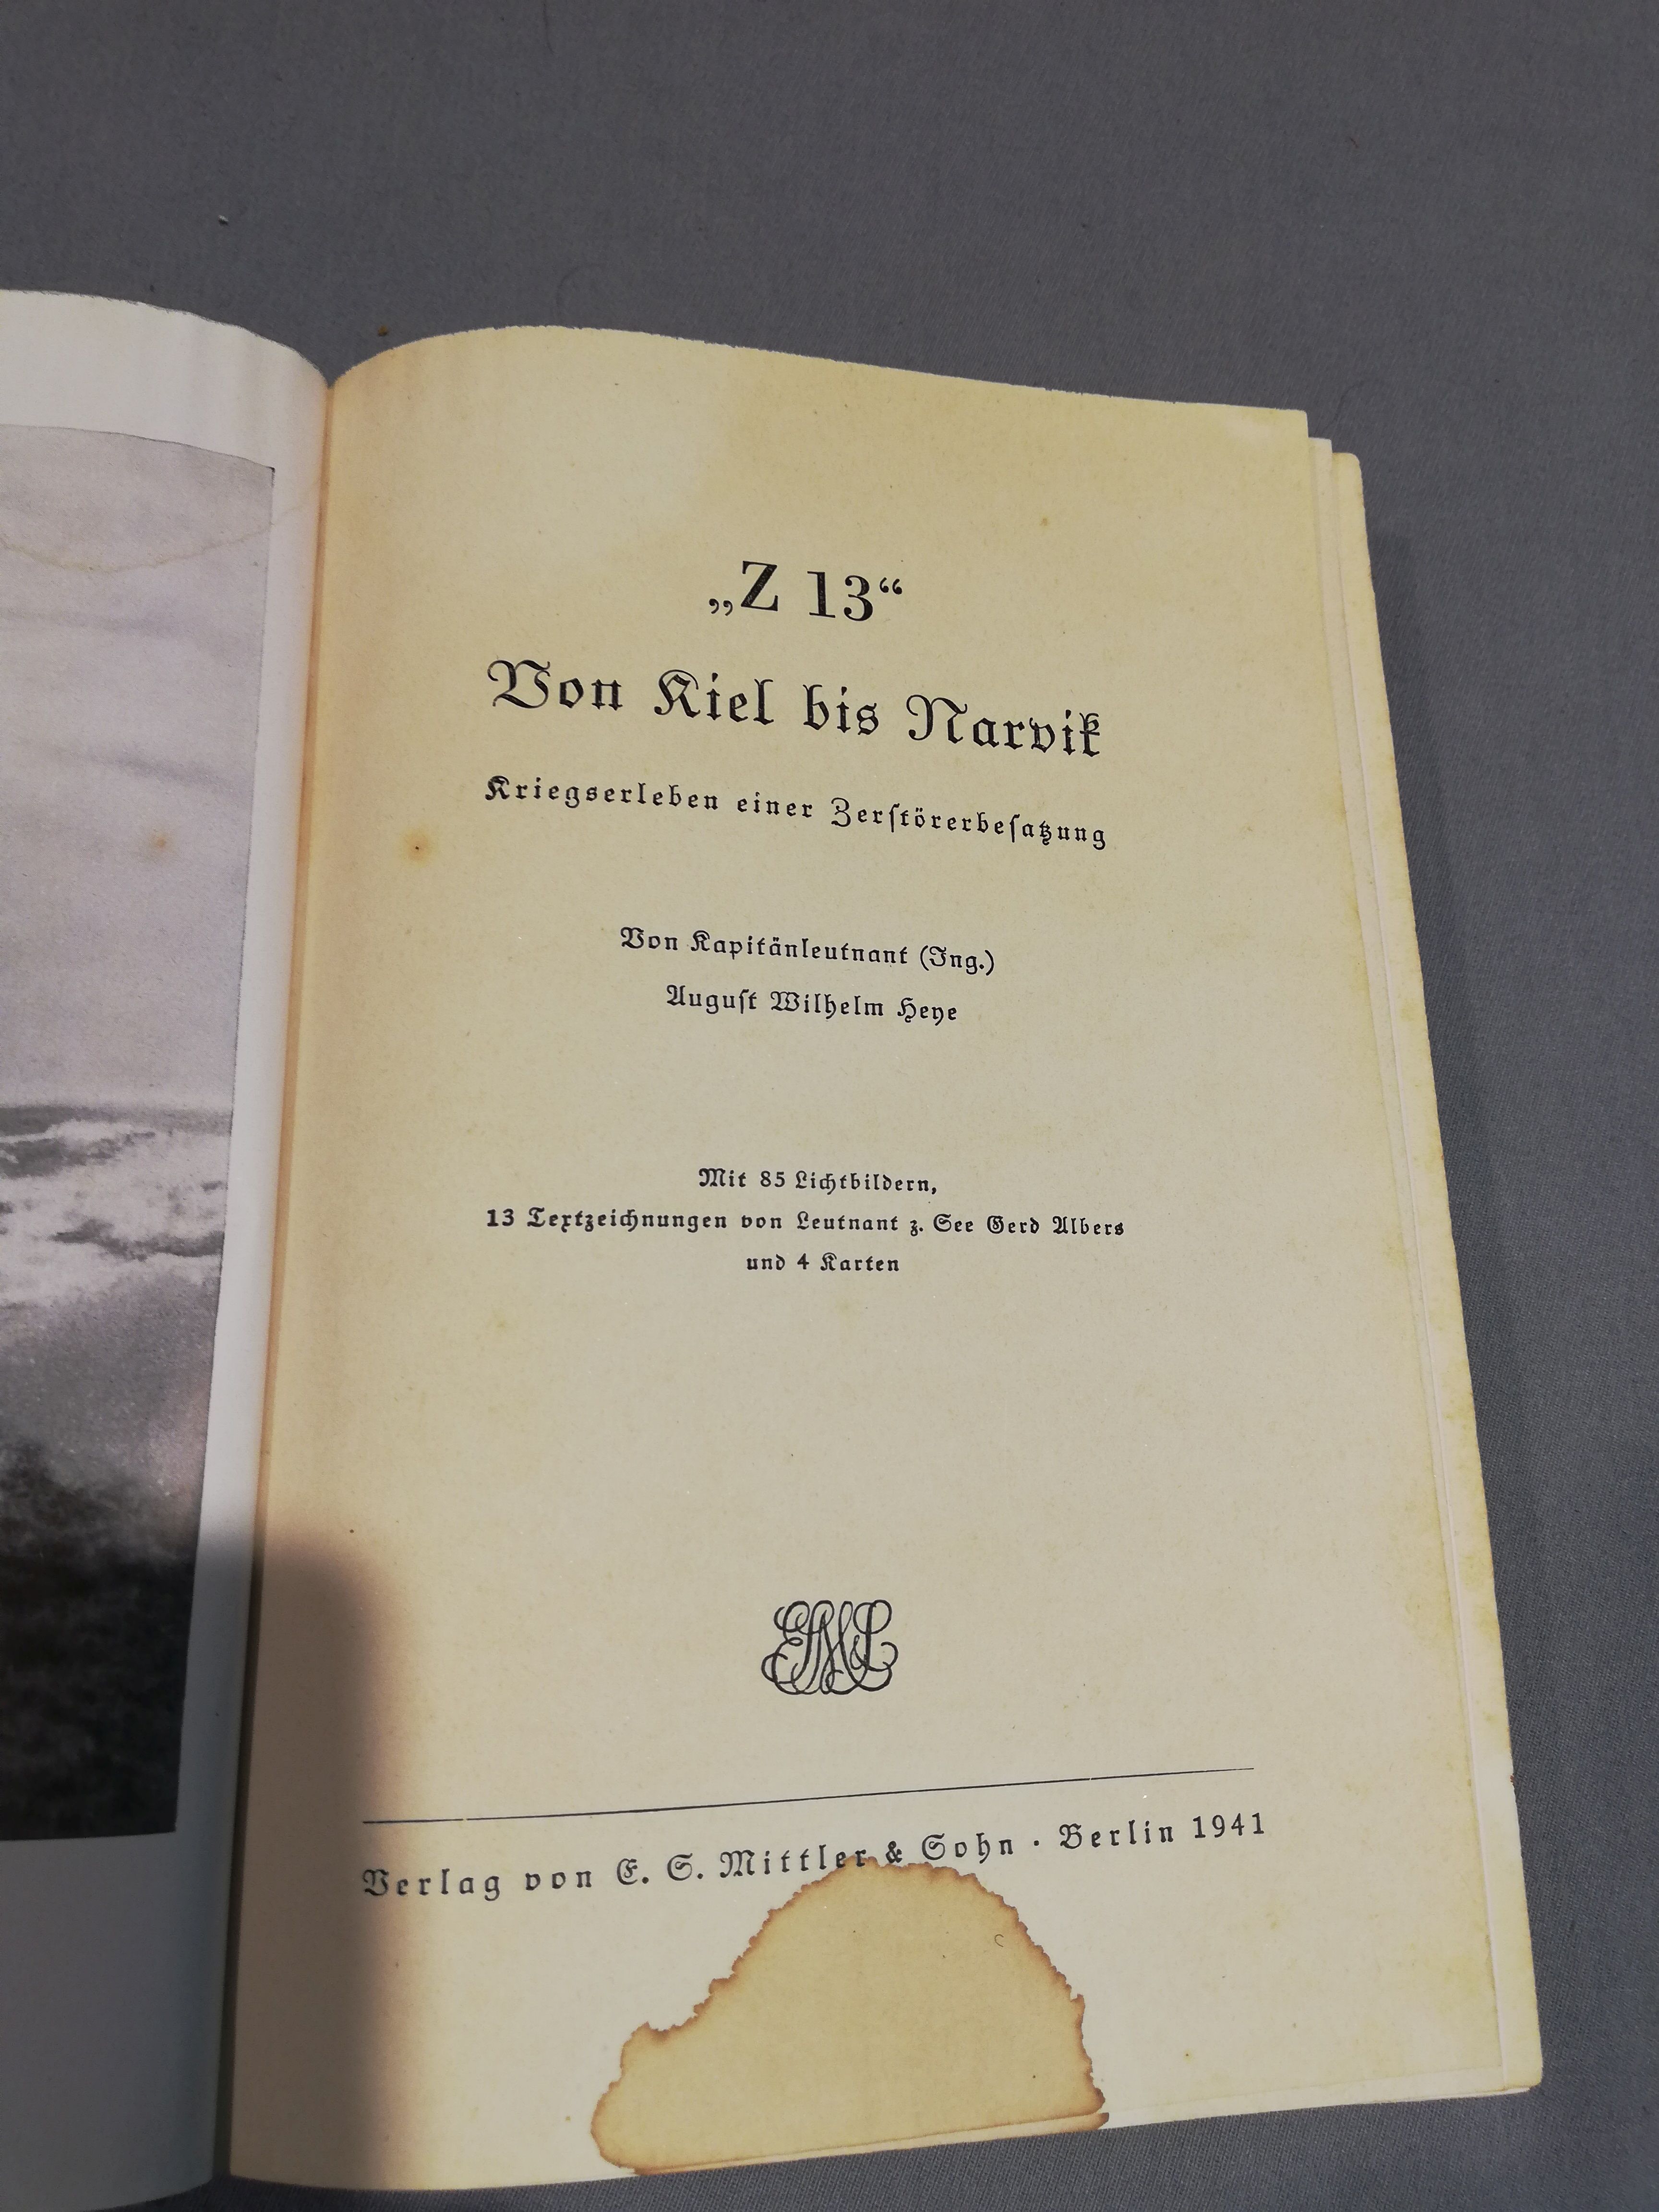 „Z 13“
Von Kiel bis Narvik
Kriegserleben einer Zerſtörerbeſatzung
Von Kapitänleutnant (Ing.)
Auguſt Wilhelm Heye
Mit 85 Lichtbildern,
13 Textzeichnungen von Leutnant z. See Gerd Albers
und 4 Karten
Verlag von E. S. Mittler & Sohn · Berlin 1941